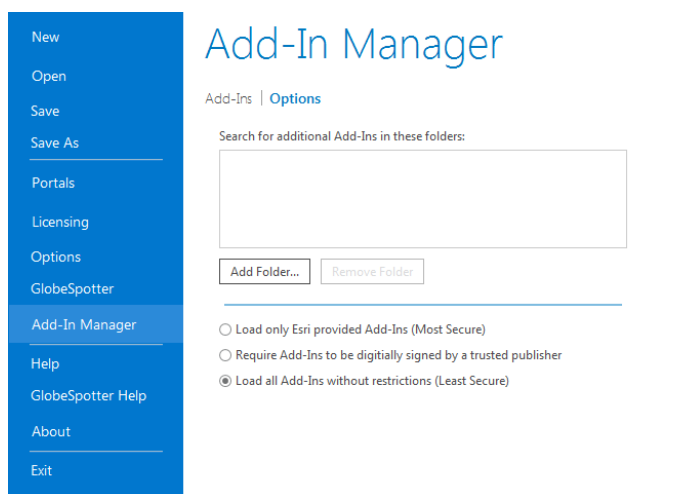 New
Open
Save
Save As
Portals
Licensing
Options
GlobeSpotter
Add-In Manager
Help
GlobeSpotter Help
About
Exit
Add-In Manager
Add-Ins | Options
Search for additional Add-Ins in these folders:
Add Folder... Remove Folder
Load only Esri provided Add-Ins (Most Secure)
Require Add-Ins to be digitially signed by a trusted publisher
Load all Add-Ins without restrictions (Least Secure)